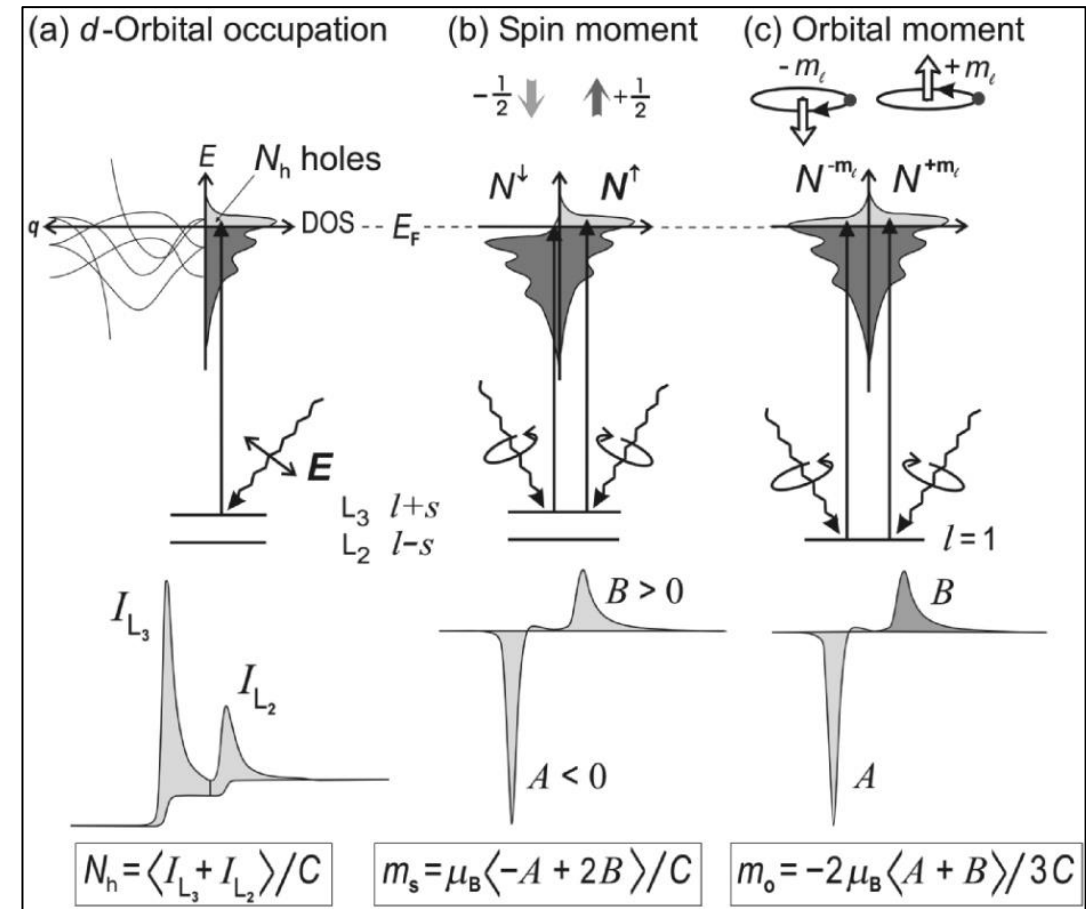 (a) d-Orbital occupation
(b) Spin moment
(c) Orbital moment
-1/2
+1/2
- mℓ
+ mℓ
E
Nh holes
q
DOS
EF
N↓
N↑
N-mℓ
N+mℓ
E
L3 l+s
L2 l−s
l = 1
IL3
IL2
B > 0
A < 0
B
A
Nh = ⟨IL3 + IL2⟩/C
ms = μB⟨−A + 2B⟩/C
mo = −2μB⟨A + B⟩/3C